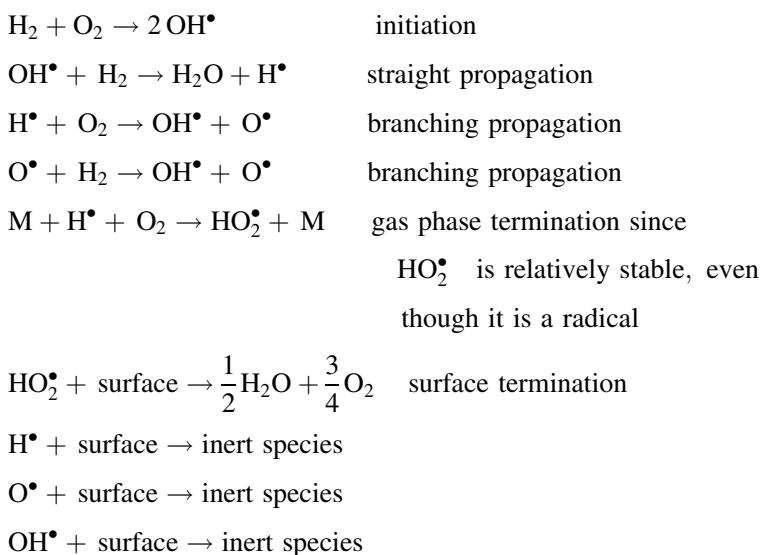 H₂ + O₂ → 2 OH• initiation
OH• + H₂ → H₂O + H• straight propagation
H• + O₂ → OH• + O• branching propagation
O• + H₂ → OH• + O• branching propagation
M + H• + O₂ → HO₂• + M gas phase termination since
HO₂• is relatively stable, even
though it is a radical
HO₂• + surface → 1/2 H₂O + 3/4 O₂ surface termination
H• + surface → inert species
O• + surface → inert species
OH• + surface → inert species